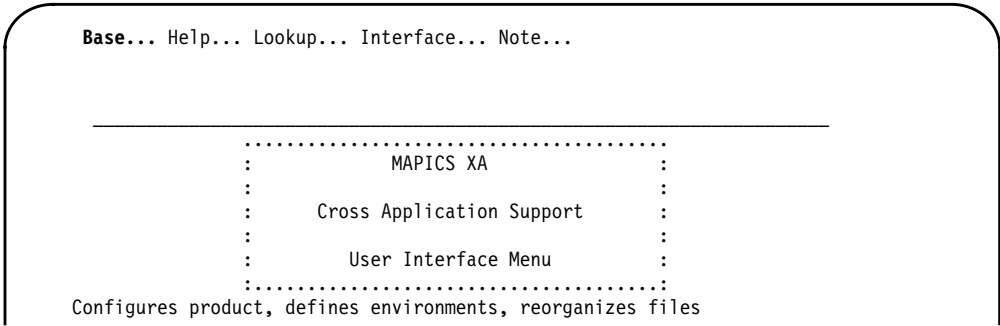 Base... Help... Lookup... Interface... Note...
MAPICS XA
Cross Application Support
User Interface Menu
Configures product, defines environments, reorganizes files